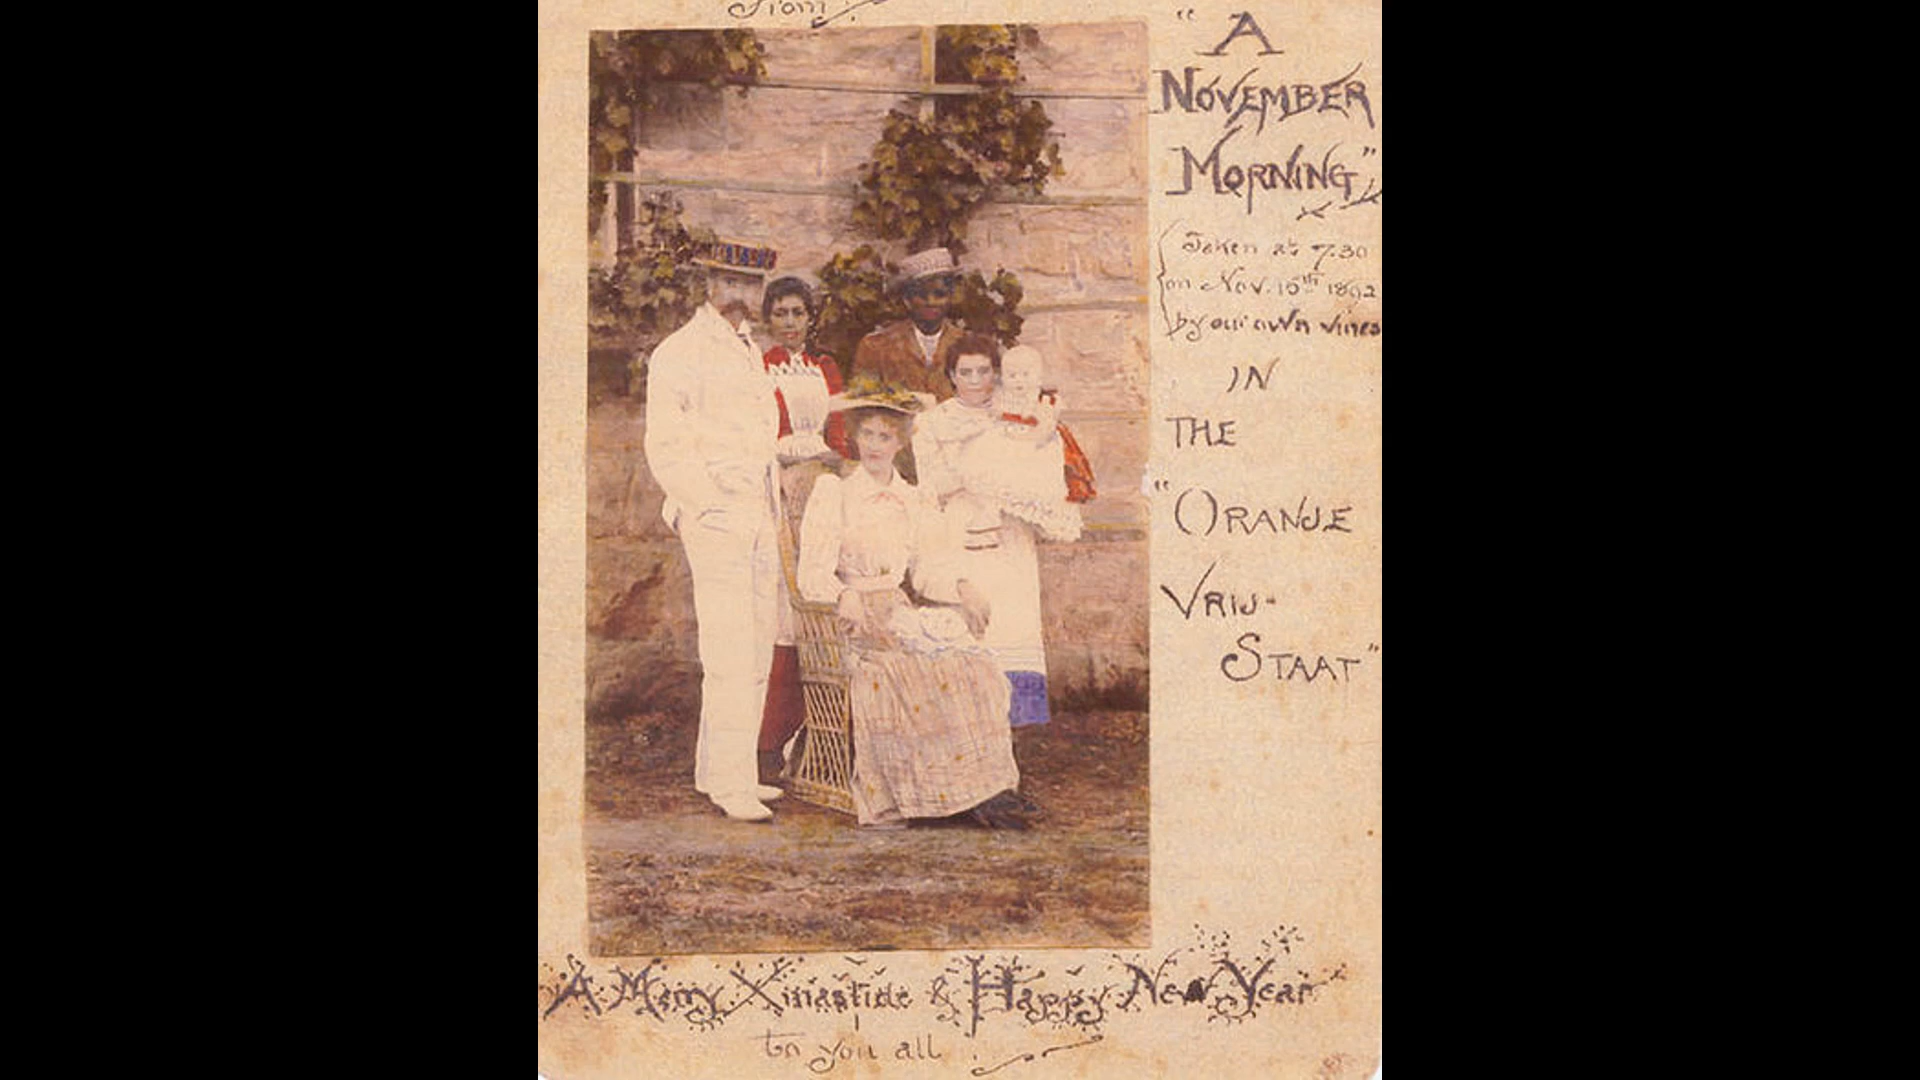 from
"A
NOVEMBER
MORNING"
Taken at 7.30
on Nov. 15th 1892
by our own vines
IN
THE
"ORANJE
VRIJ-
STAAT"
A Merry Xmastide & Happy New Year
to you all.